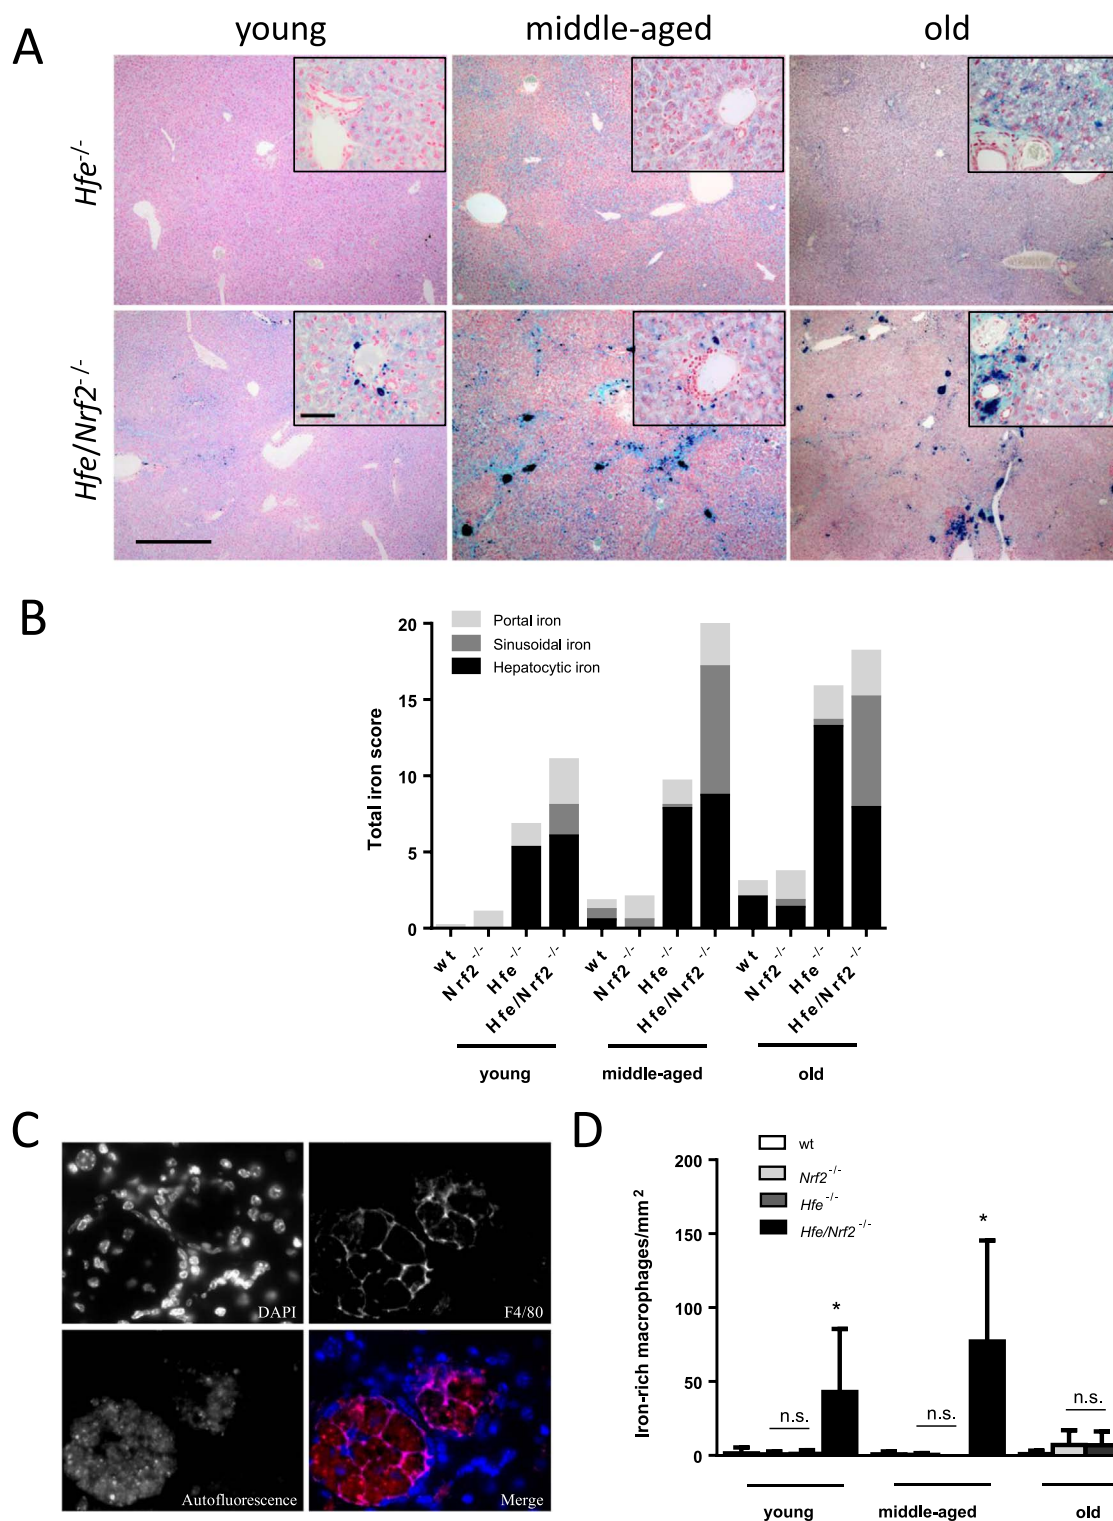 A
young
middle-aged
old
Hfe-/-
Hfe/Nrf2-/-
B
Portal iron
Sinusoidal iron
Hepatocytic iron
Total iron score
20
15
10
5
0
wt
Nrf2-/-
Hfe-/-
Hfe/Nrf2-/-
wt
Nrf2-/-
Hfe-/-
Hfe/Nrf2-/-
wt
Nrf2-/-
Hfe-/-
Hfe/Nrf2-/-
young
middle-aged
old
C
DAPI
F4/80
Autofluorescence
Merge
D
wt
Nrf2-/-
Hfe-/-
Hfe/Nrf2-/-
Iron-rich macrophages/mm2
200
150
100
50
0
*
*
n.s.
n.s.
n.s.
young
middle-aged
old